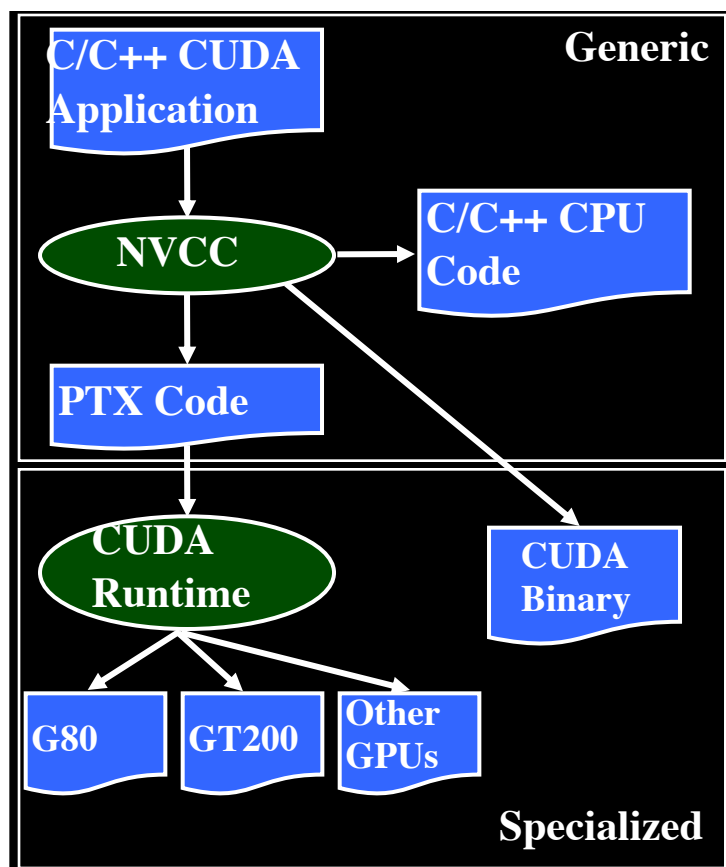 C/C++ CUDA
Application
Generic
NVCC
C/C++ CPU
Code
PTX Code
CUDA
Runtime
CUDA
Binary
G80
GT200
Other
GPUs
Specialized